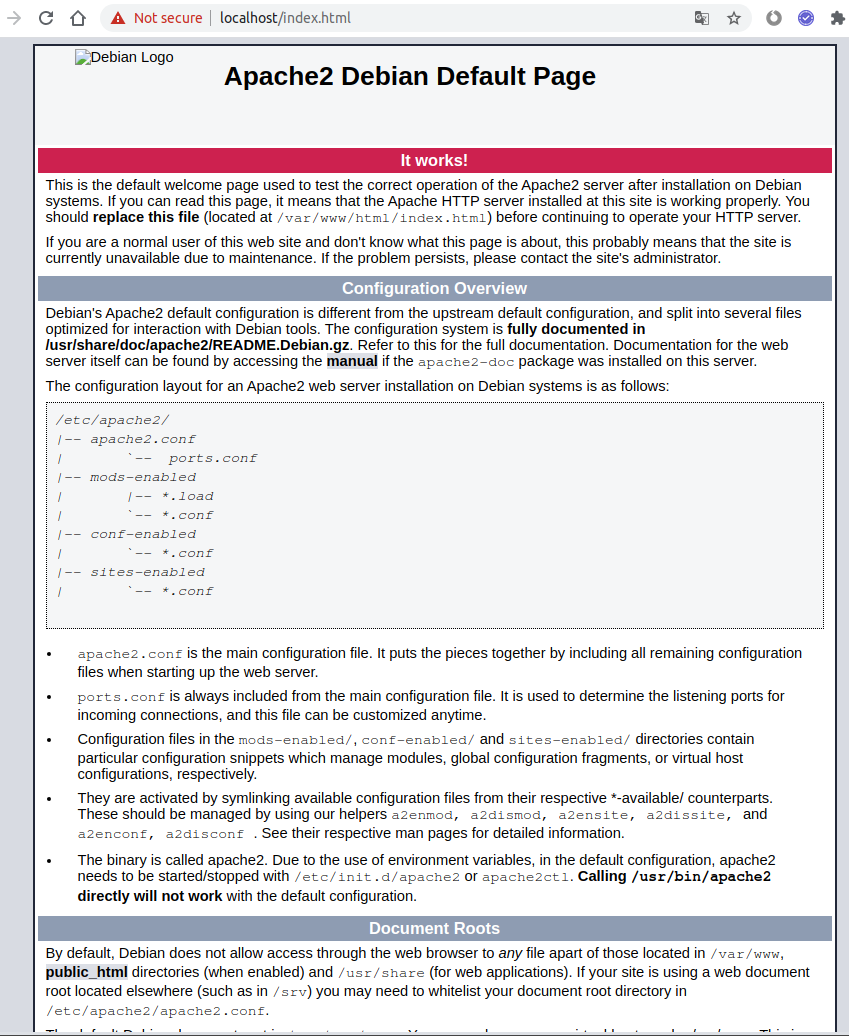 Not secure | localhost/index.html
Debian Logo
Apache2 Debian Default Page
It works!
This is the default welcome page used to test the correct operation of the Apache2 server after installation on Debian
systems. If you can read this page, it means that the Apache HTTP server installed at this site is working properly. You
should replace this file (located at /var/www/html/index.html) before continuing to operate your HTTP server.
If you are a normal user of this web site and don't know what this page is about, this probably means that the site is
currently unavailable due to maintenance. If the problem persists, please contact the site's administrator.
Configuration Overview
Debian's Apache2 default configuration is different from the upstream default configuration, and split into several files
optimized for interaction with Debian tools. The configuration system is fully documented in
/usr/share/doc/apache2/README.Debian.gz. Refer to this for the full documentation. Documentation for the web
server itself can be found by accessing the manual if the apache2-doc package was installed on this server.
The configuration layout for an Apache2 web server installation on Debian systems is as follows:
/etc/apache2/
|-- apache2.conf
|       `--  ports.conf
|-- mods-enabled
|       |-- *.load
|       `-- *.conf
|-- conf-enabled
|       `-- *.conf
|-- sites-enabled
|       `-- *.conf
• apache2.conf is the main configuration file. It puts the pieces together by including all remaining configuration
files when starting up the web server.
• ports.conf is always included from the main configuration file. It is used to determine the listening ports for
incoming connections, and this file can be customized anytime.
• Configuration files in the mods-enabled/, conf-enabled/ and sites-enabled/ directories contain
particular configuration snippets which manage modules, global configuration fragments, or virtual host
configurations, respectively.
• They are activated by symlinking available configuration files from their respective *-available/ counterparts.
These should be managed by using our helpers a2enmod, a2dismod, a2ensite, a2dissite, and
a2enconf, a2disconf . See their respective man pages for detailed information.
• The binary is called apache2. Due to the use of environment variables, in the default configuration, apache2
needs to be started/stopped with /etc/init.d/apache2 or apache2ctl. Calling /usr/bin/apache2
directly will not work with the default configuration.
Document Roots
By default, Debian does not allow access through the web browser to any file apart of those located in /var/www,
public_html directories (when enabled) and /usr/share (for web applications). If your site is using a web document
root located elsewhere (such as in /srv) you may need to whitelist your document root directory in
/etc/apache2/apache2.conf.